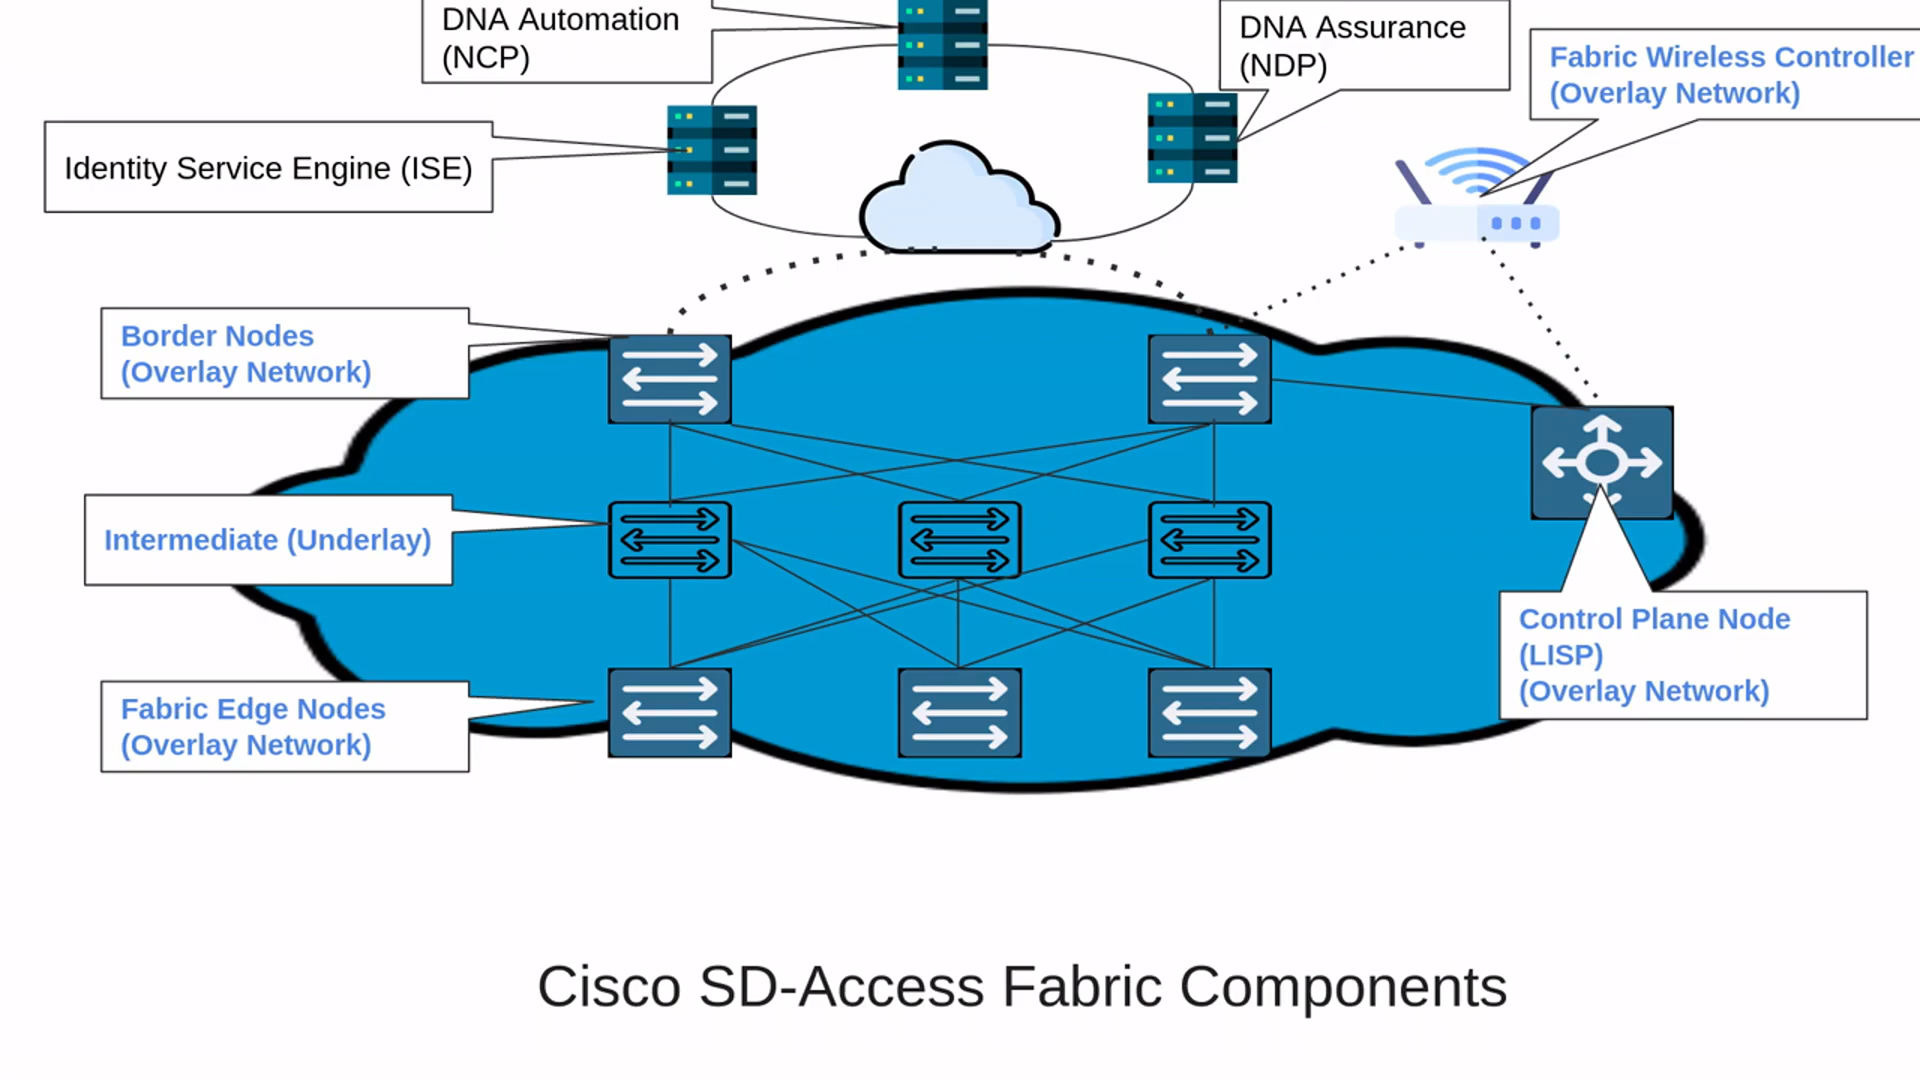 DNA Automation
(NCP)
DNA Assurance
(NDP)
Fabric Wireless Controller
(Overlay Network)
Identity Service Engine (ISE)
Border Nodes
(Overlay Network)
Intermediate (Underlay)
Control Plane Node
(LISP)
(Overlay Network)
Fabric Edge Nodes
(Overlay Network)
Cisco SD-Access Fabric Components